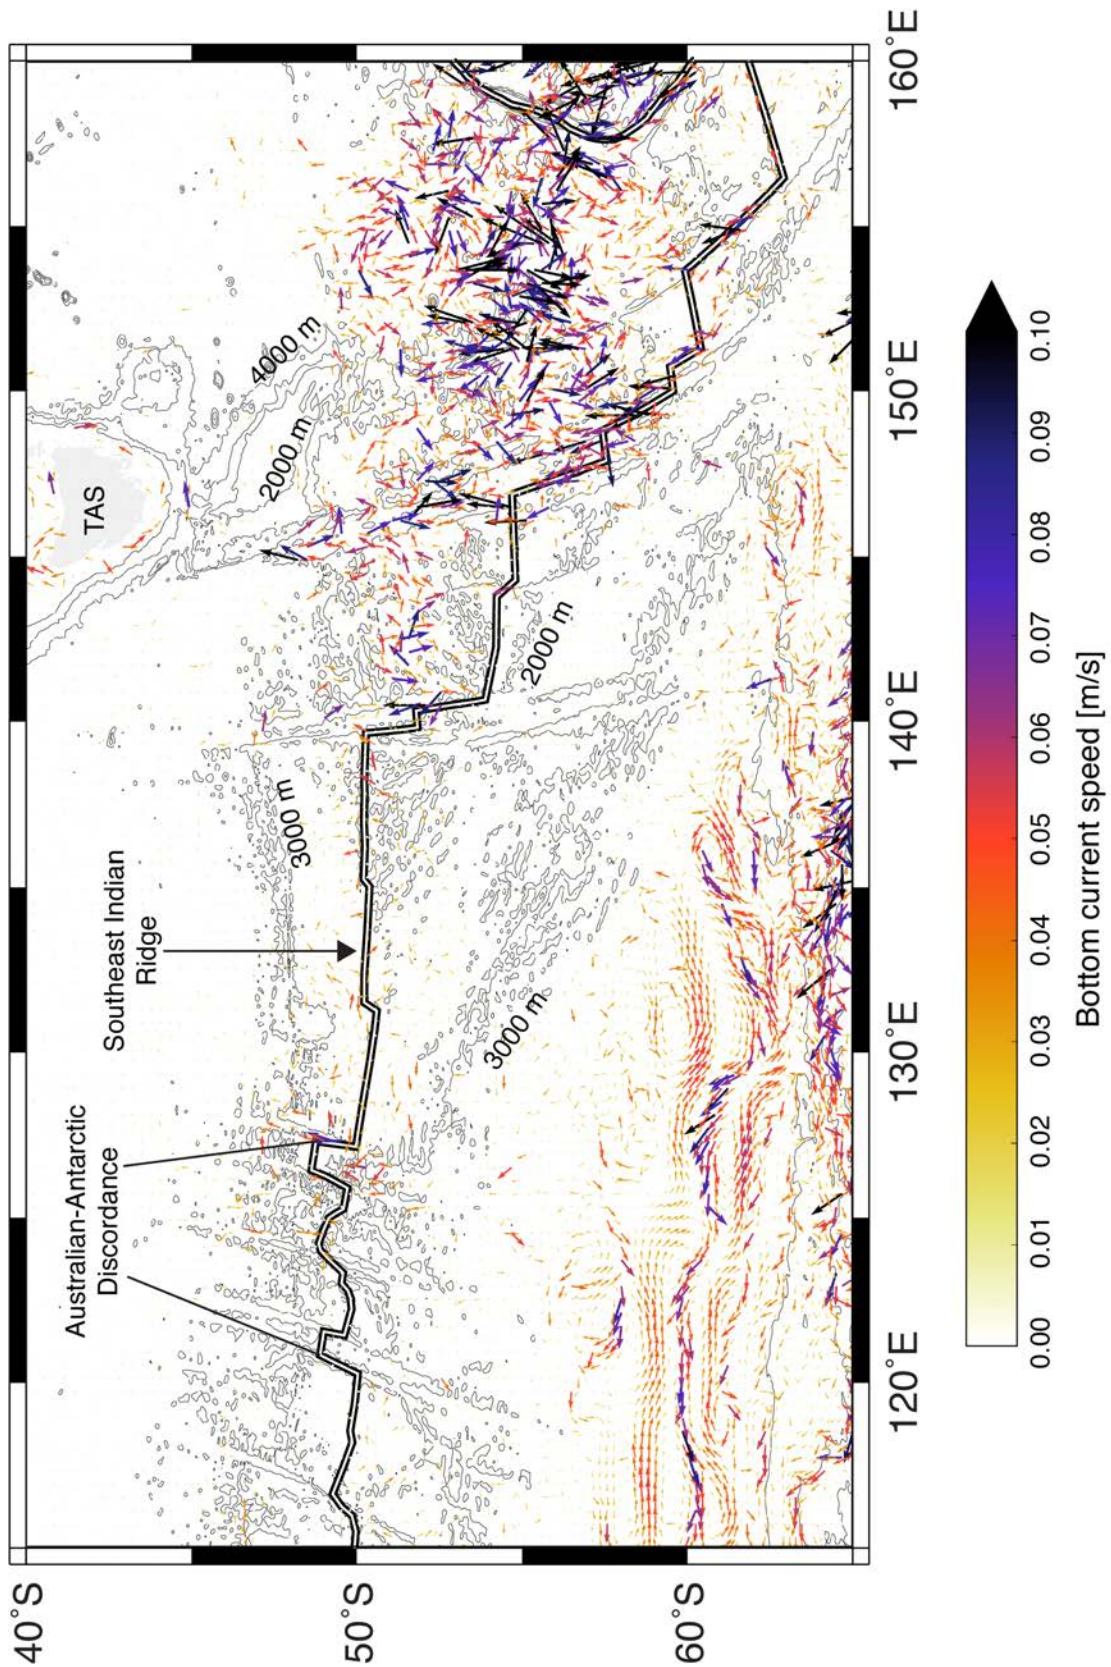 40°S
50°S
60°S
120°E
130°E
140°E
150°E
160°E
TAS
4000 m
2000 m
Southeast Indian
Ridge
3000 m
Australian-Antarctic
Discordance
2000 m
3000 m
0.00
0.01
0.02
0.03
0.04
0.05
0.06
0.07
0.08
0.09
0.10
Bottom current speed [m/s]